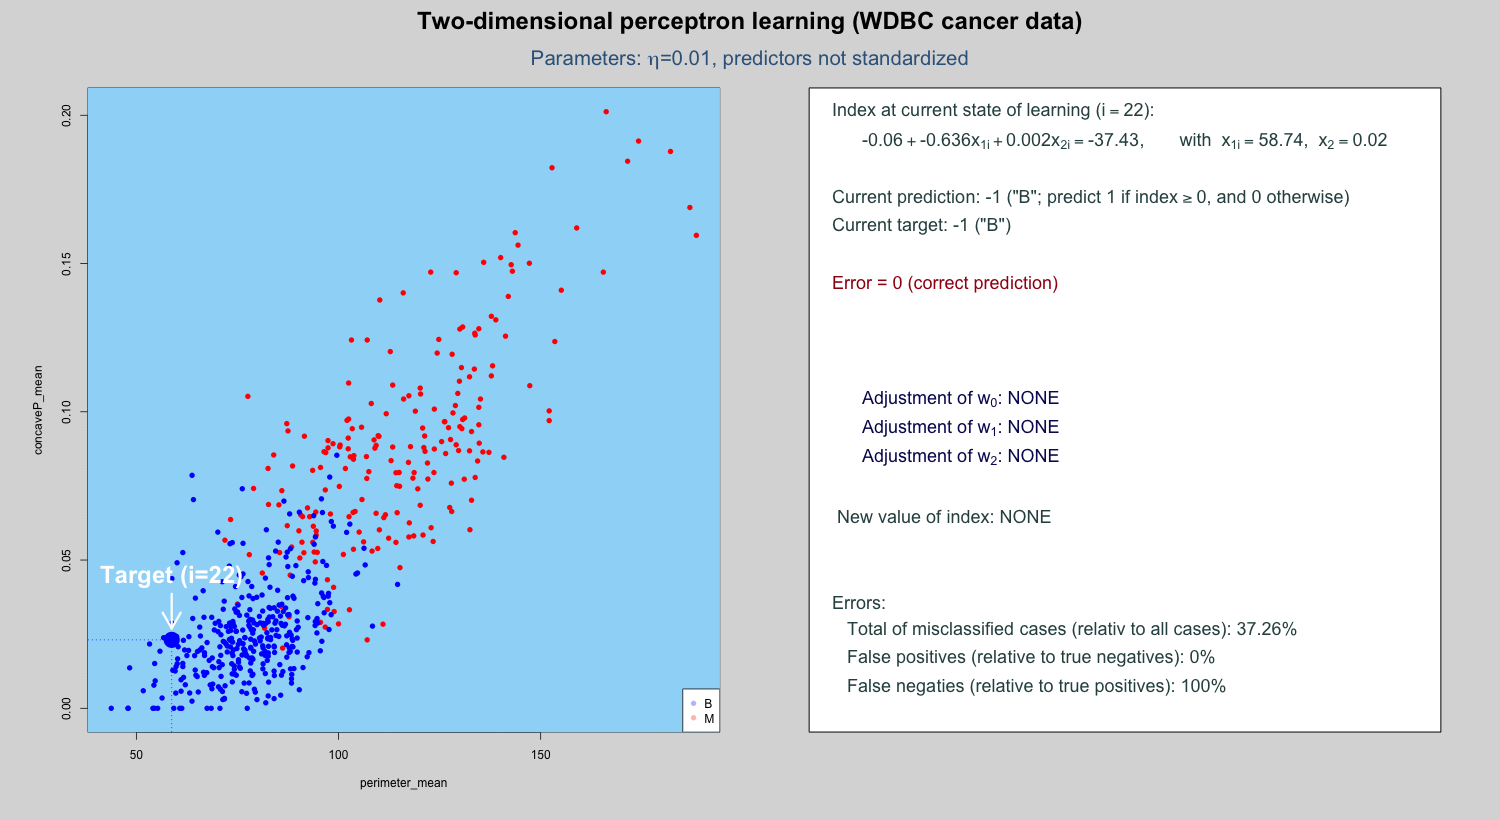 Two-dimensional perceptron learning (WDBC cancer data)
Parameters: η=0.01, predictors not standardized
0.20
0.15
0.10
0.05
0.00
concaveP_mean
Target (i=22)
B
M
50
100
150
perimeter_mean
Index at current state of learning (i = 22):
-0.06 + -0.636x1i + 0.002x2i = -37.43, with x1i = 58.74, x2 = 0.02
Current prediction: -1 ("B"; predict 1 if index ≥ 0, and 0 otherwise)
Current target: -1 ("B")
Error = 0 (correct prediction)
Adjustment of w0: NONE
Adjustment of w1: NONE
Adjustment of w2: NONE
New value of index: NONE
Errors:
Total of misclassified cases (relativ to all cases): 37.26%
False positives (relative to true negatives): 0%
False negaties (relative to true positives): 100%